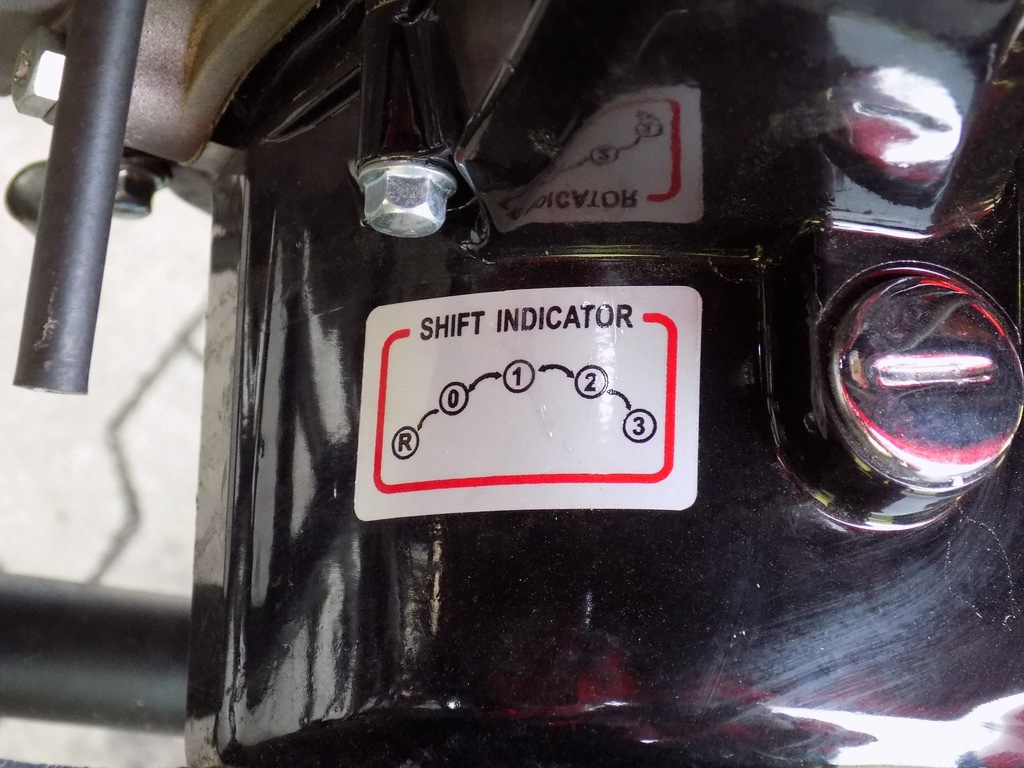 SHIFT INDICATOR
R 0 1 2 3